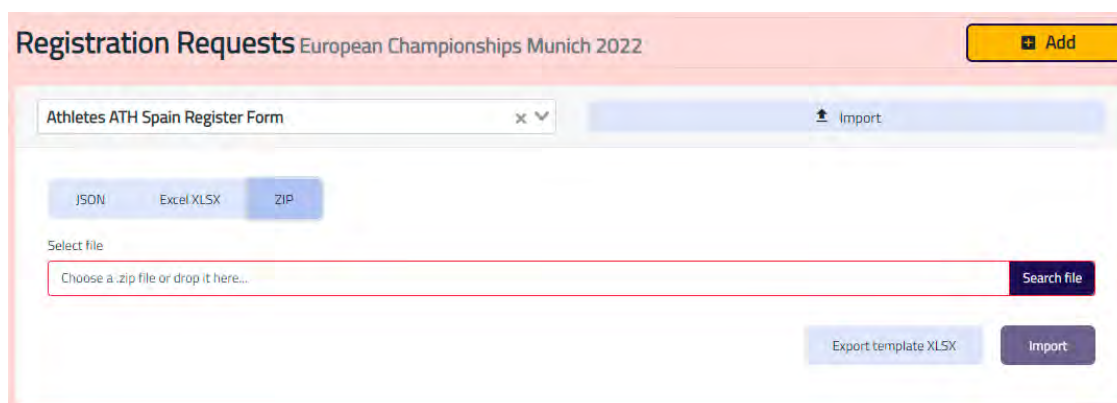 Registration Requests European Championships Munich 2022
Add
Athletes ATH Spain Register Form
Import
JSON Excel XLSX ZIP
Select file
Choose a .zip file or drop it here...
Search file
Export template XLSX
Import